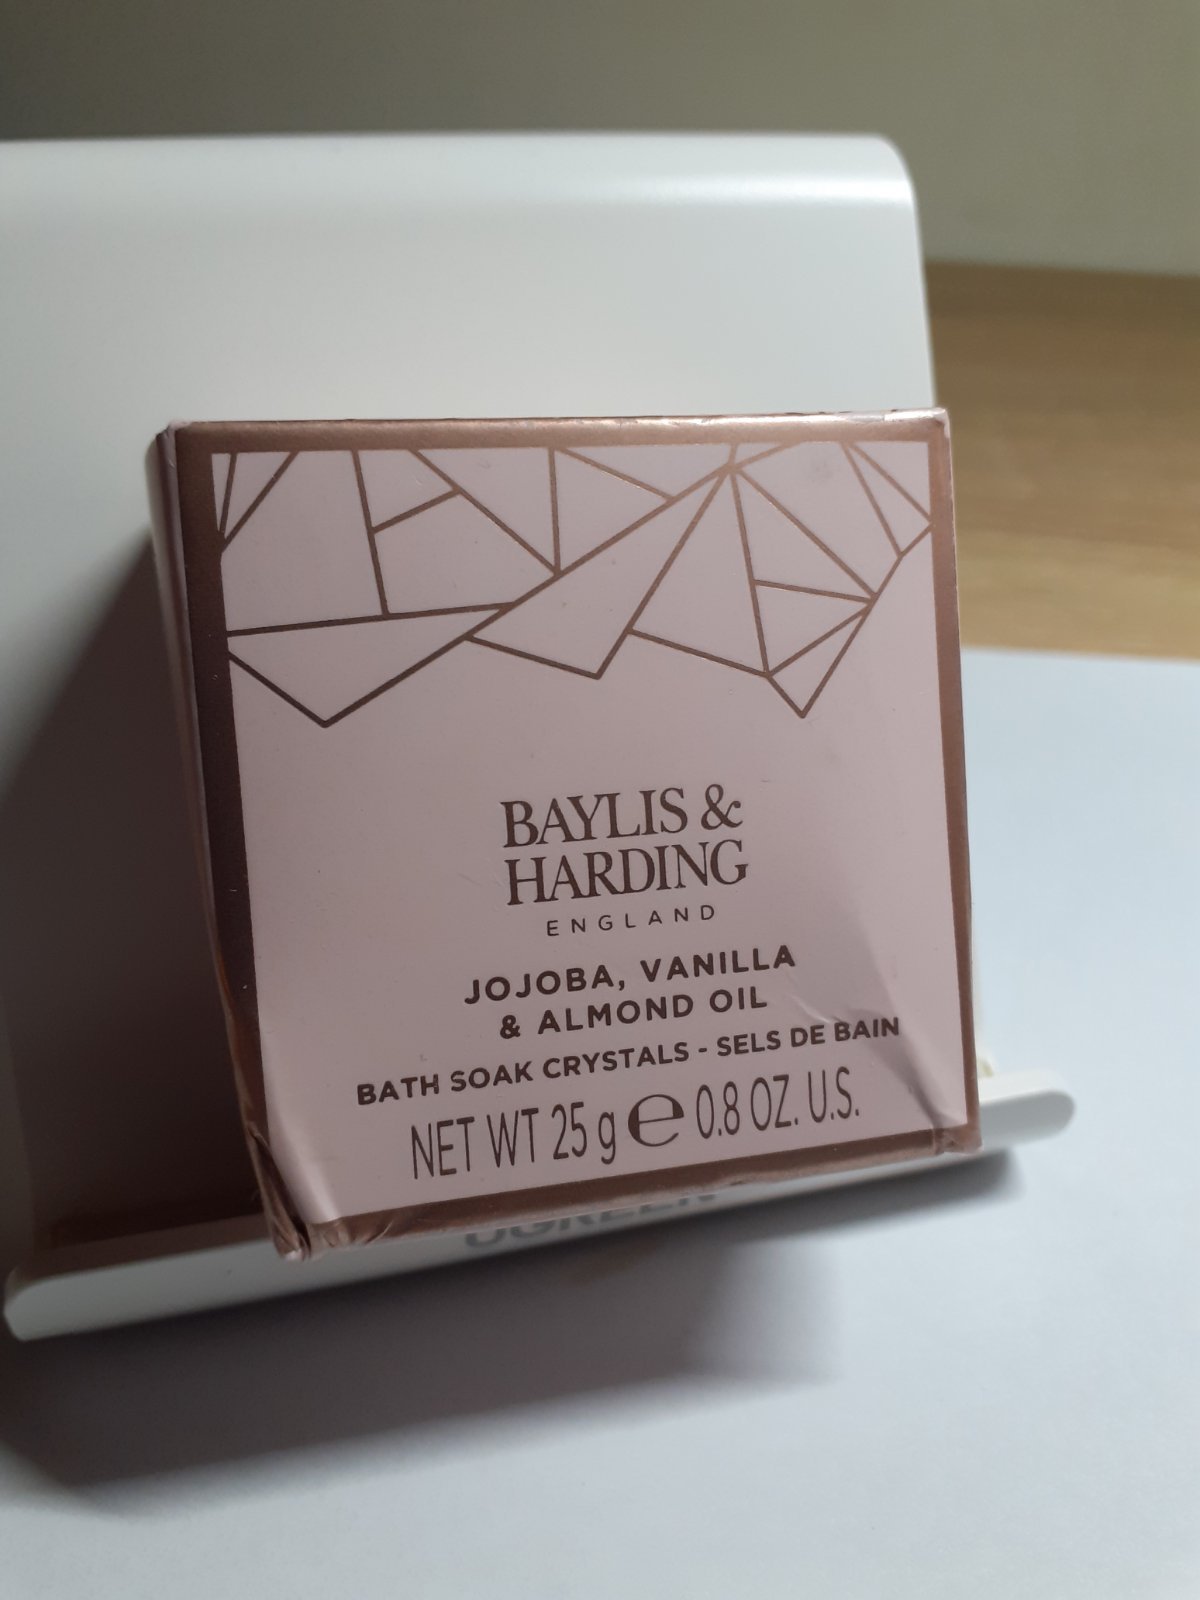 BAYLIS &
HARDING
ENGLAND
JOJOBA, VANILLA
& ALMOND OIL
BATH SOAK CRYSTALS - SELS DE BAIN
NET WT 25 g ℮ 0.8 OZ. U.S.
UGREEN